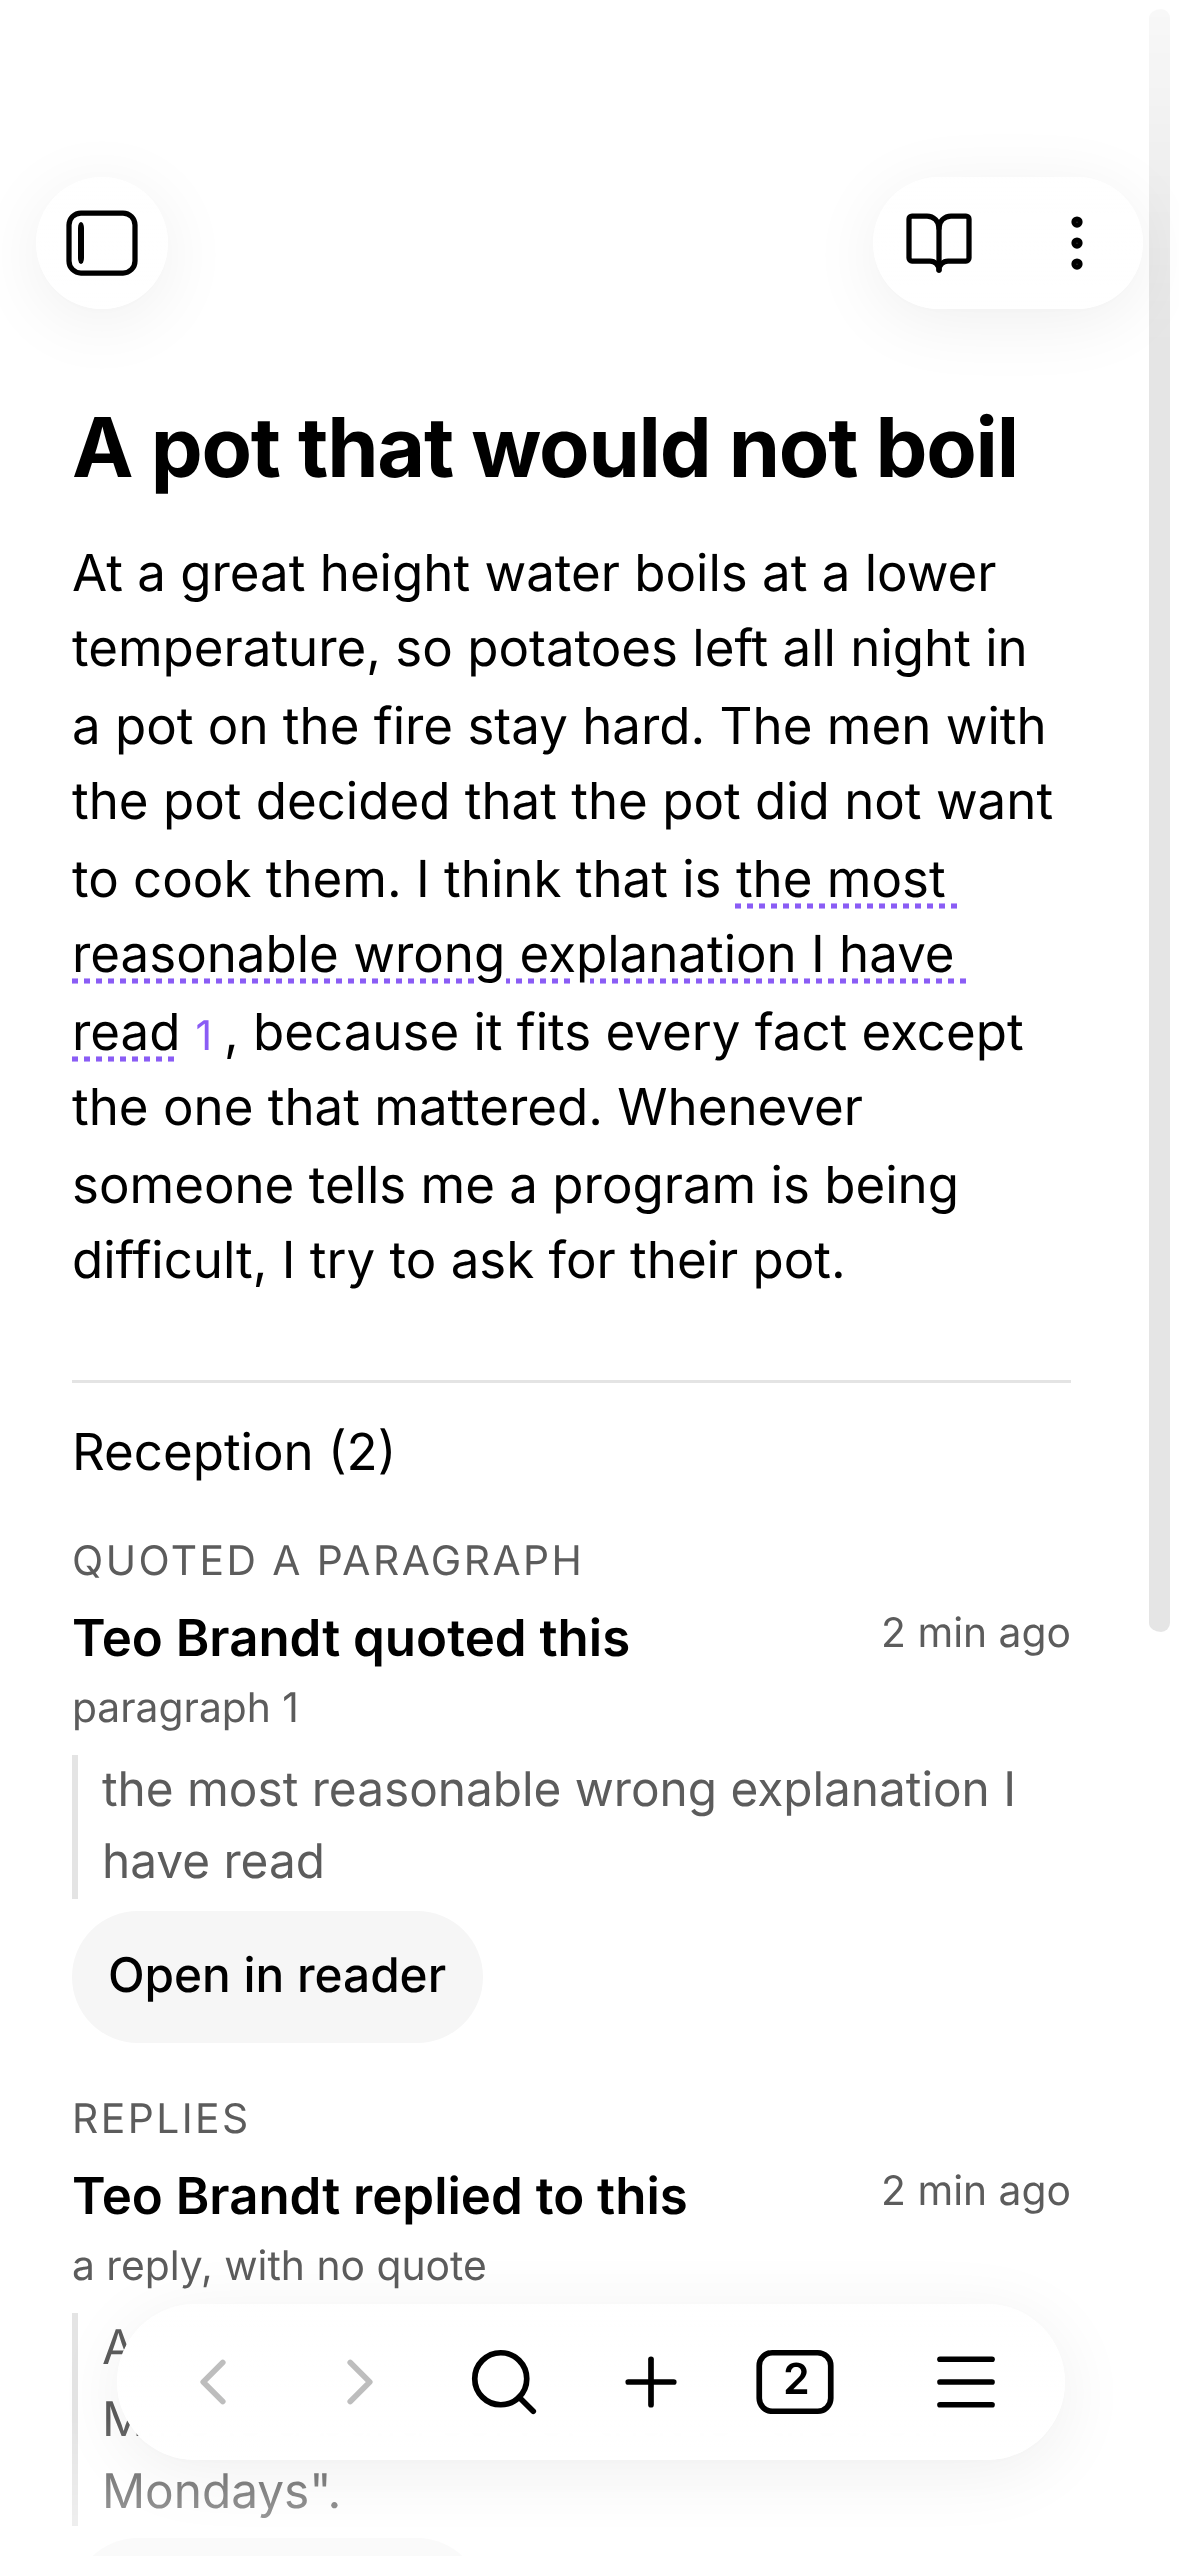 A pot that would not boil
At a great height water boils at a lower
temperature, so potatoes left all night in
a pot on the fire stay hard. The men with
the pot decided that the pot did not want
to cook them. I think that is the most
reasonable wrong explanation I have
read 1 , because it fits every fact except
the one that mattered. Whenever
someone tells me a program is being
difficult, I try to ask for their pot.
Reception (2)
QUOTED A PARAGRAPH
Teo Brandt quoted this 2 min ago
paragraph 1
the most reasonable wrong explanation I
have read
Open in reader
REPLIES
Teo Brandt replied to this 2 min ago
a reply, with no quote
2
Mondays".